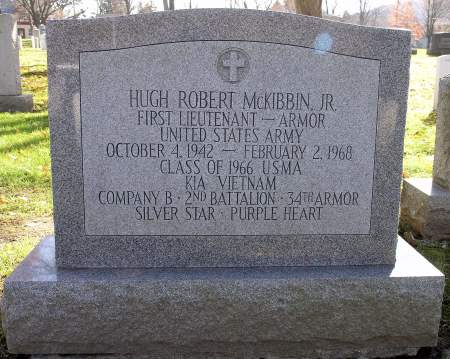 HUGH ROBERT McKIBBIN, JR.
FIRST LIEUTENANT — ARMOR
UNITED STATES ARMY
OCTOBER 4, 1942 — FEBRUARY 2, 1968
CLASS OF 1966 USMA
KIA VIETNAM
COMPANY B · 2ND BATTALION · 34TH ARMOR
SILVER STAR · PURPLE HEART